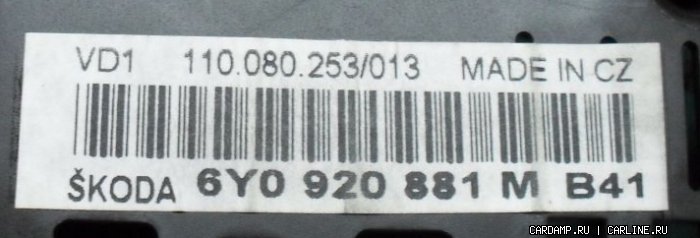 VD1 110.080.253/013 MADE IN CZ
ŠKODA 6Y0 920 881 M B41
CARDAMP.RU | CARLINE.RU